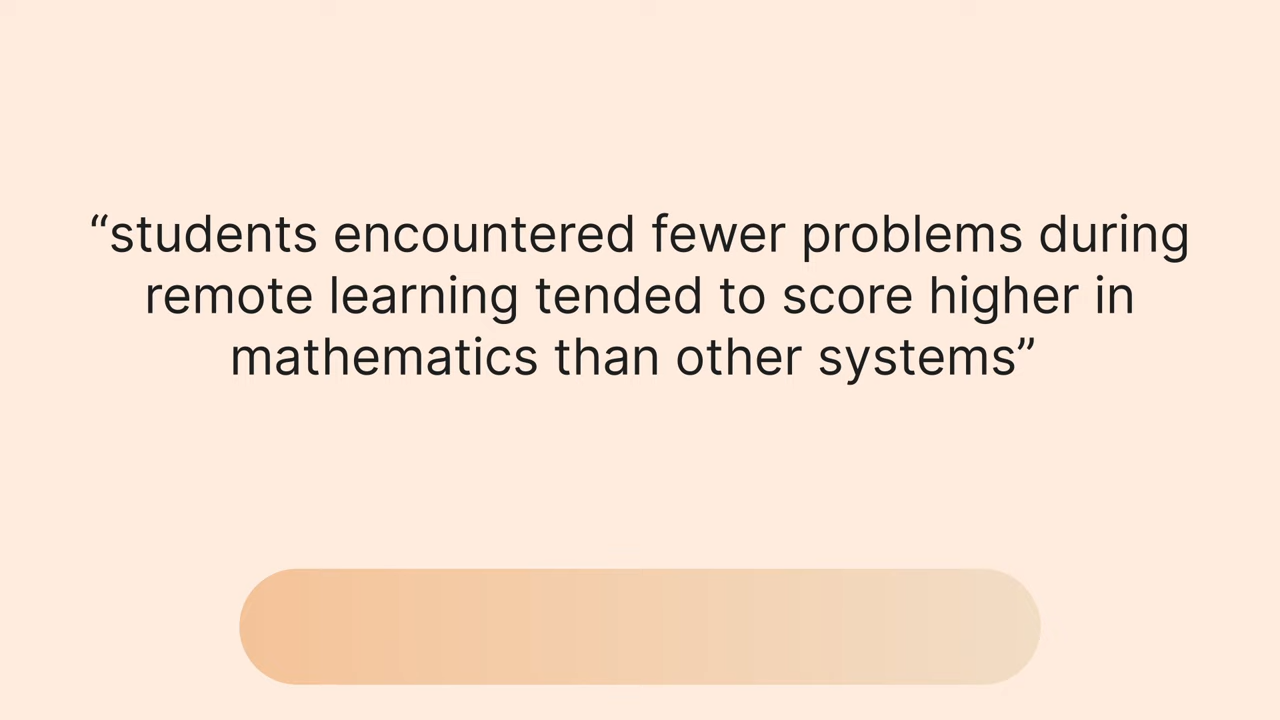 “students encountered fewer problems during
remote learning tended to score higher in
mathematics than other systems”